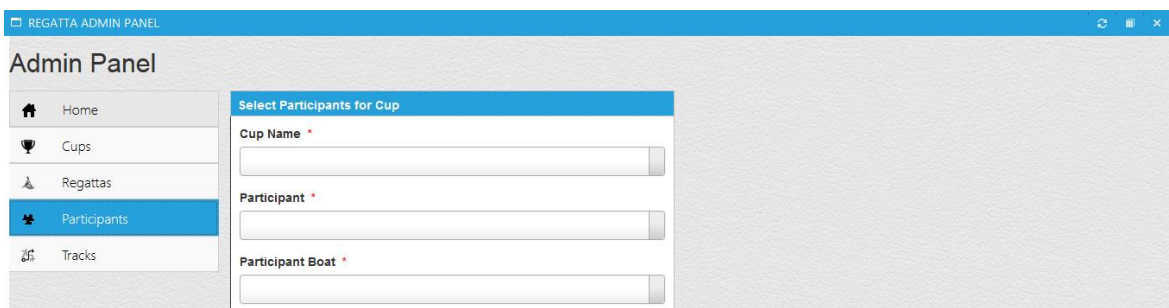 REGATTA ADMIN PANEL
Admin Panel
Home
Cups
Regattas
Participants
Tracks
Select Participants for Cup
Cup Name *
Participant *
Participant Boat *